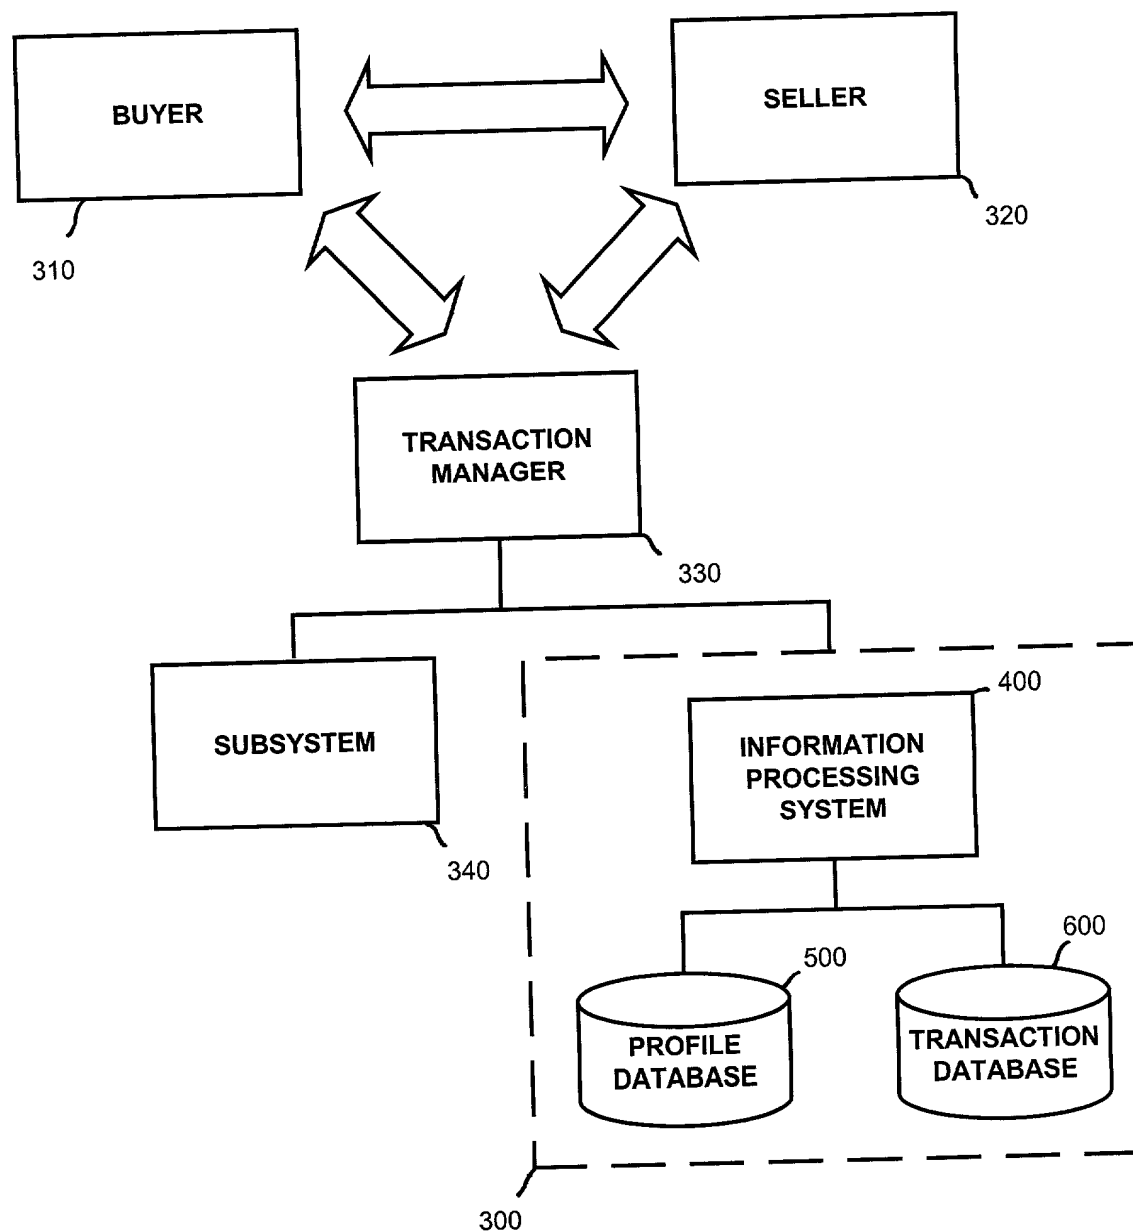 BUYER
SELLER
310
320
TRANSACTION
MANAGER
330
400
SUBSYSTEM
INFORMATION
PROCESSING
SYSTEM
340
500
600
PROFILE
DATABASE
TRANSACTION
DATABASE
300